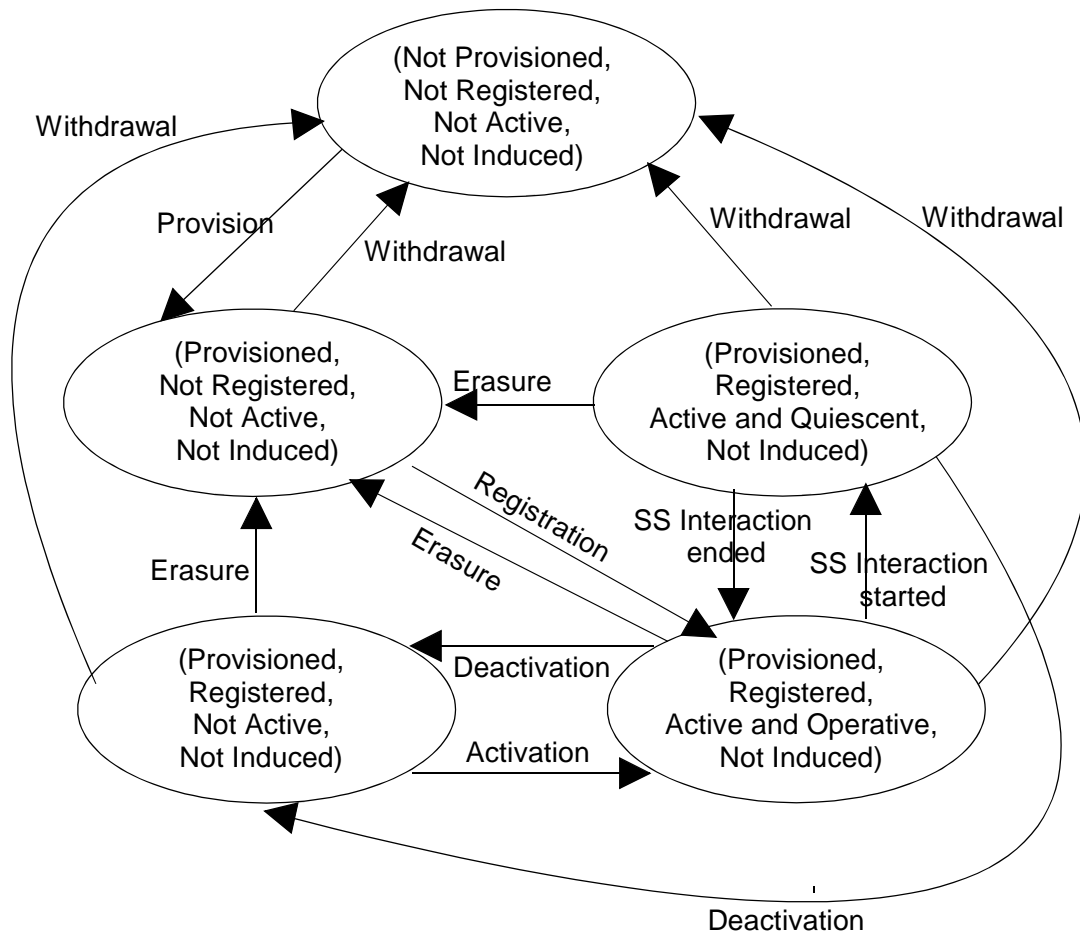 (Not Provisioned,
Not Registered,
Not Active,
Not Induced)
Withdrawal
Provision
Withdrawal
Withdrawal
Withdrawal
(Provisioned,
Not Registered,
Not Active,
Not Induced)
Erasure
(Provisioned,
Registered,
Active and Quiescent,
Not Induced)
Registration
Erasure
SS Interaction
ended
SS Interaction
started
Erasure
(Provisioned,
Registered,
Not Active,
Not Induced)
Deactivation
Activation
(Provisioned,
Registered,
Active and Operative,
Not Induced)
Deactivation